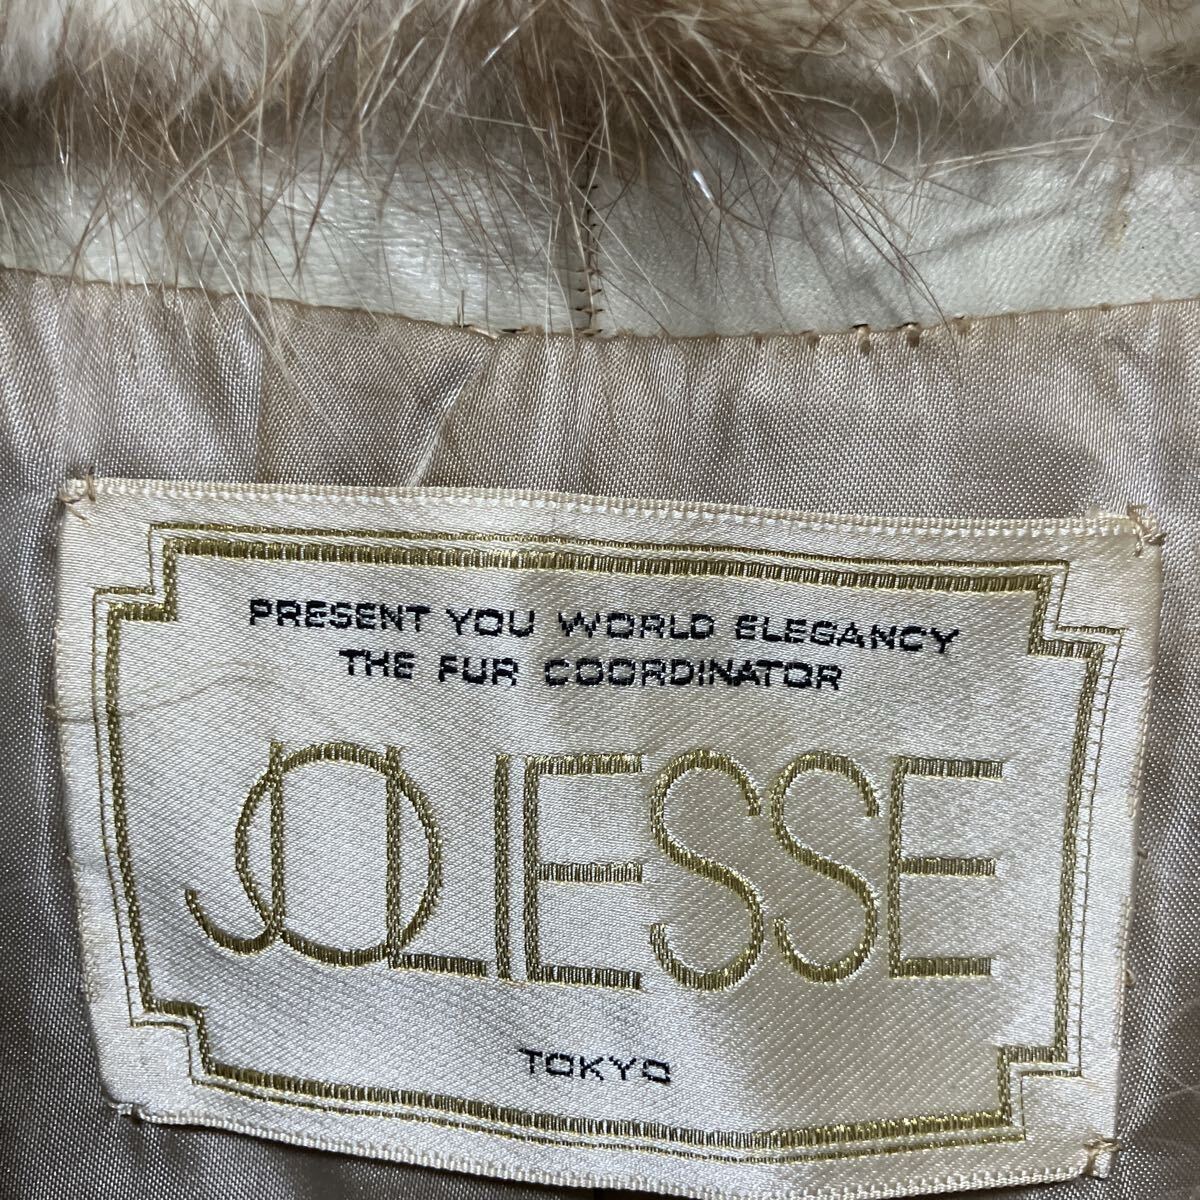 PRESENT YOU WORLD ELEGANCY
THE FUR COORDINATOR
JOLIESSE
TOKYO